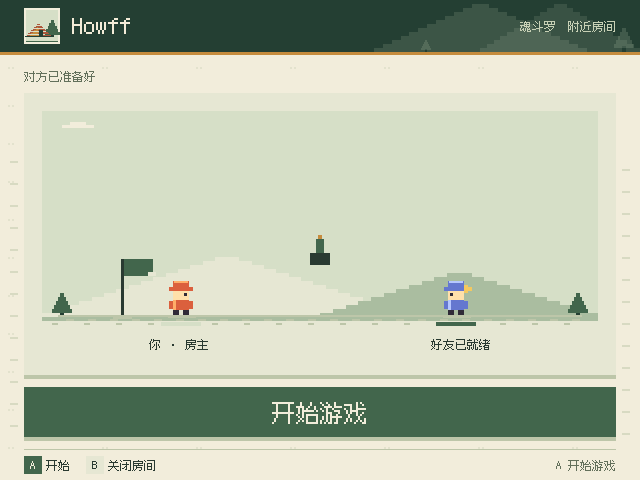 Howff
魂斗罗 附近房间
对方已准备好
你 · 房主
好友已就绪
开始游戏
A 开始 B 关闭房间
A 开始游戏